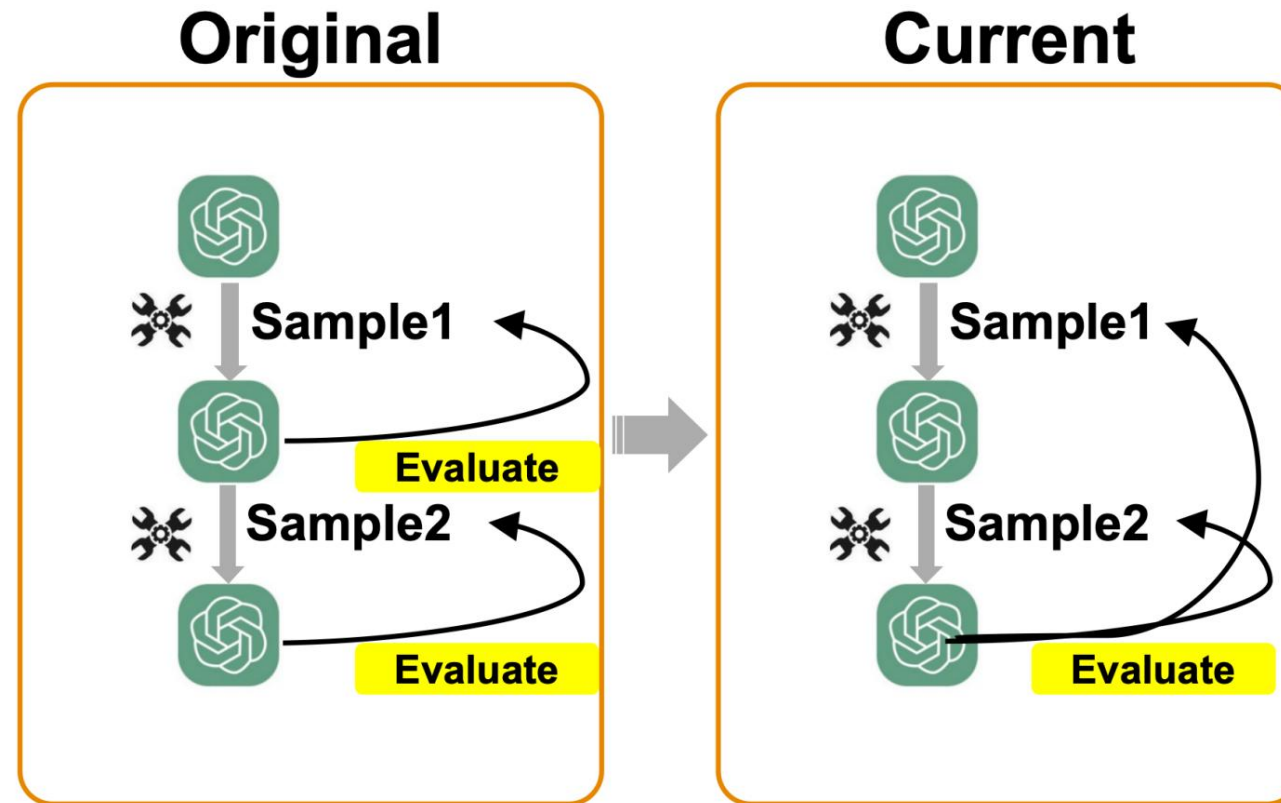 Original
Sample1
Evaluate
Sample2
Evaluate
Current
Sample1
Sample2
Evaluate